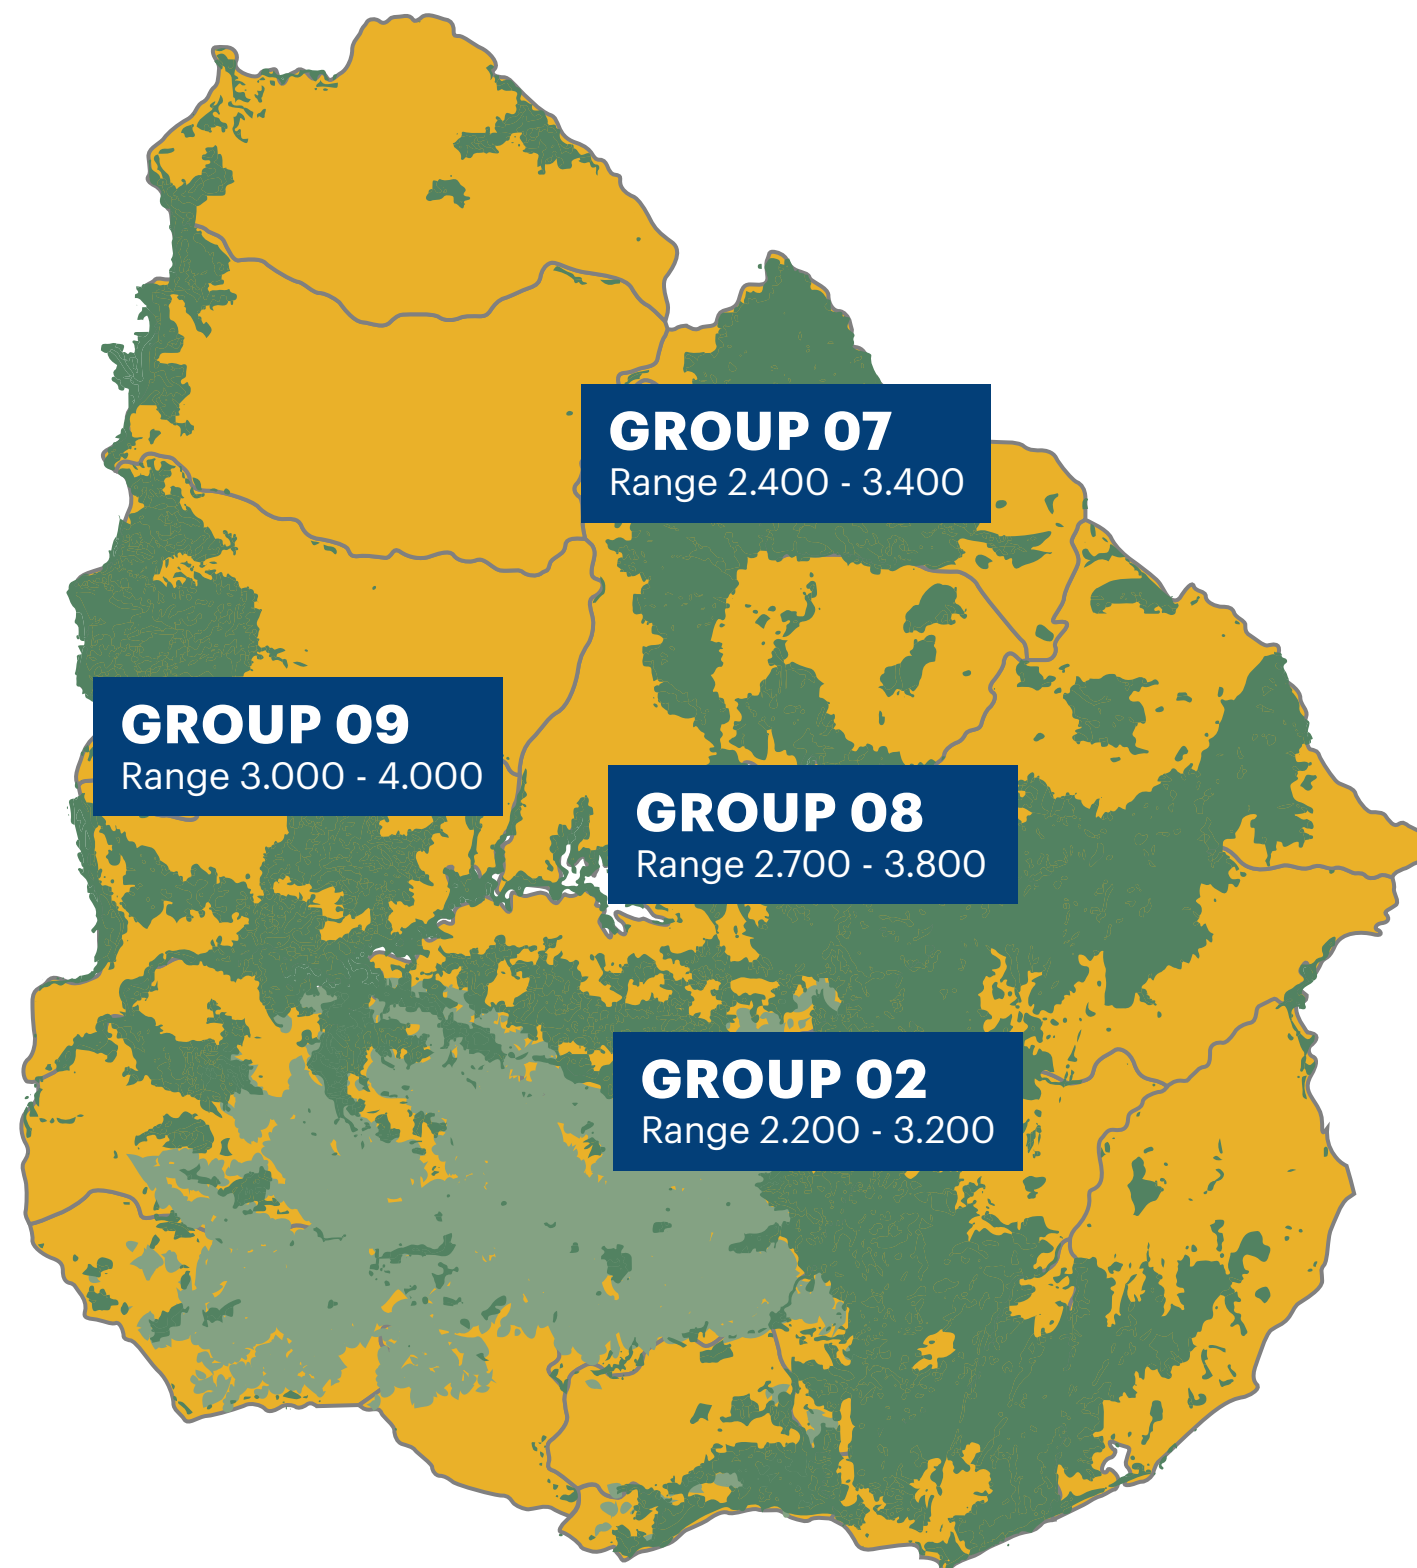 GROUP 07
Range 2.400 - 3.400
GROUP 09
Range 3.000 - 4.000
GROUP 08
Range 2.700 - 3.800
GROUP 02
Range 2.200 - 3.200